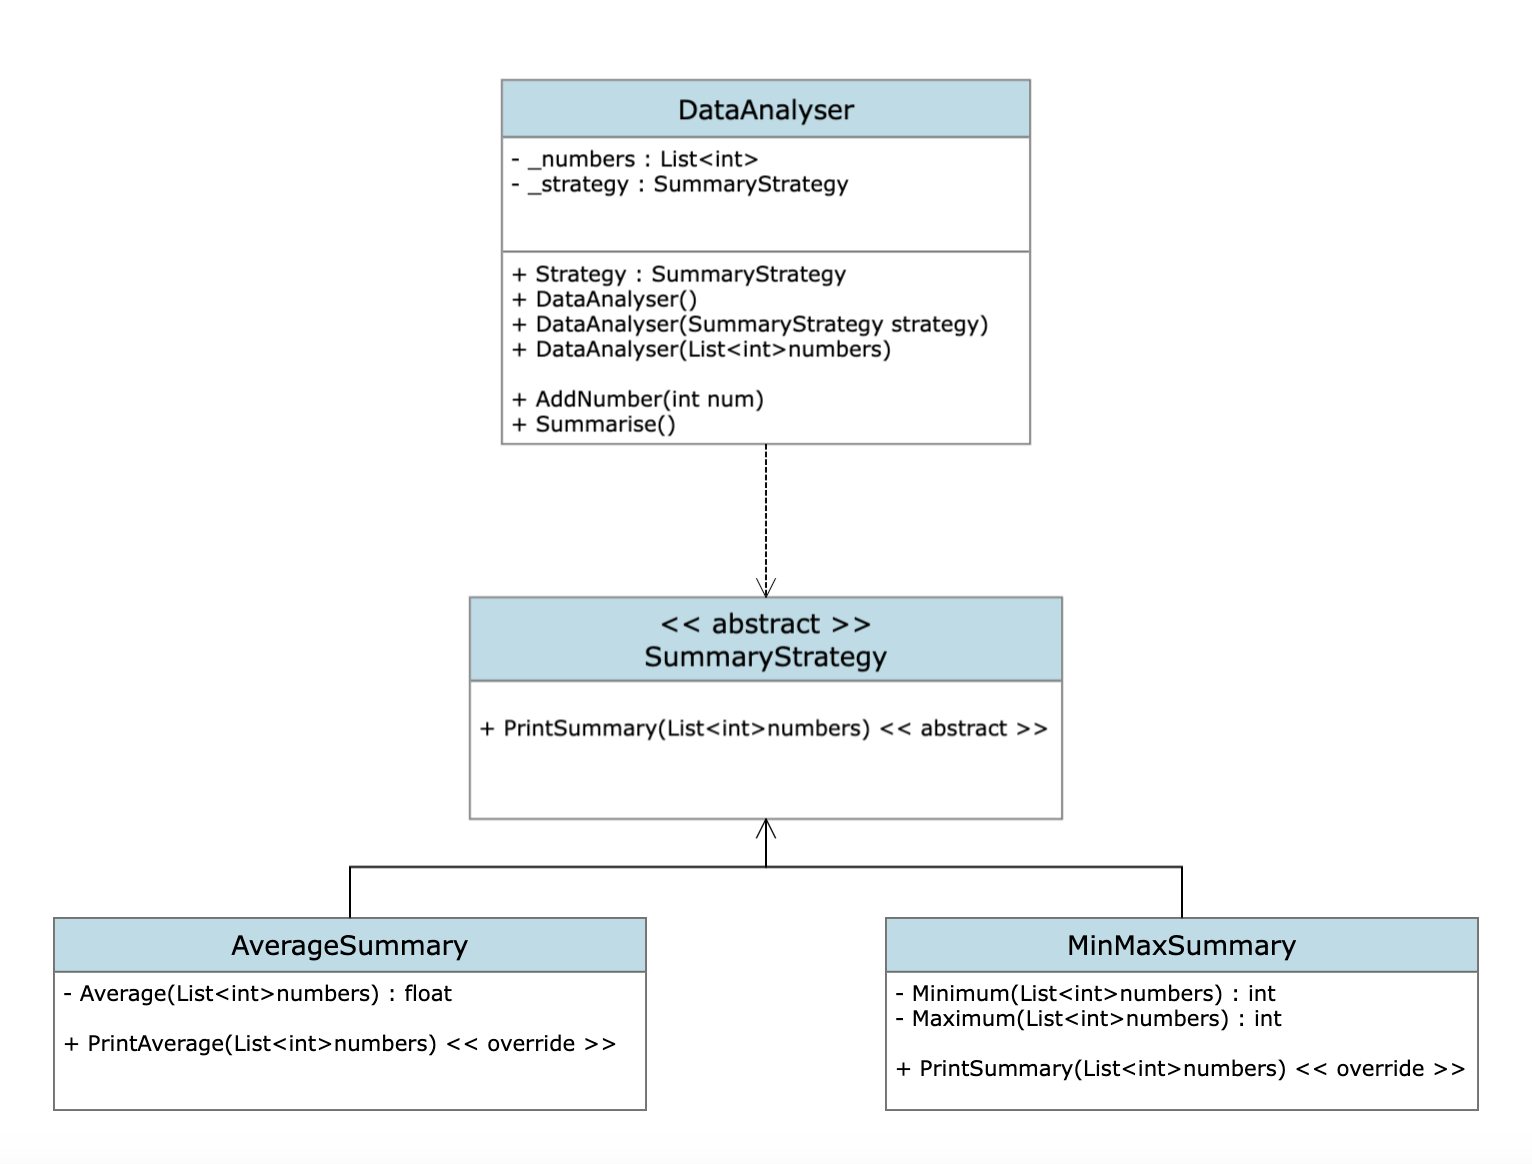 DataAnalyser
- _numbers : List<int>
- _strategy : SummaryStrategy
+ Strategy : SummaryStrategy
+ DataAnalyser()
+ DataAnalyser(SummaryStrategy strategy)
+ DataAnalyser(List<int>numbers)
+ AddNumber(int num)
+ Summarise()
<< abstract >>
SummaryStrategy
+ PrintSummary(List<int>numbers) << abstract >>
AverageSummary
- Average(List<int>numbers) : float
+ PrintAverage(List<int>numbers) << override >>
MinMaxSummary
- Minimum(List<int>numbers) : int
- Maximum(List<int>numbers) : int
+ PrintSummary(List<int>numbers) << override >>